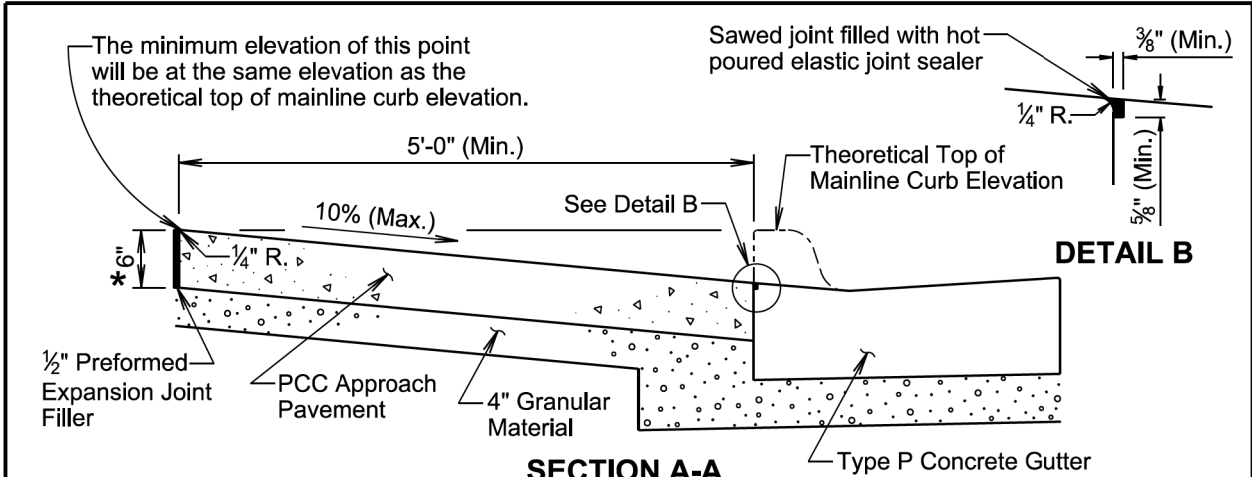 The minimum elevation of this point
will be at the same elevation as the
theoretical top of mainline curb elevation.
Sawed joint filled with hot
poured elastic joint sealer
3/8" (Min.)
1/4" R.
5/8" (Min.)
DETAIL B
5'-0" (Min.)
Theoretical Top of
Mainline Curb Elevation
See Detail B
10% (Max.)
*6"
1/4" R.
1/2" Preformed
Expansion Joint
Filler
PCC Approach
Pavement
4" Granular
Material
Type P Concrete Gutter
SECTION A-A